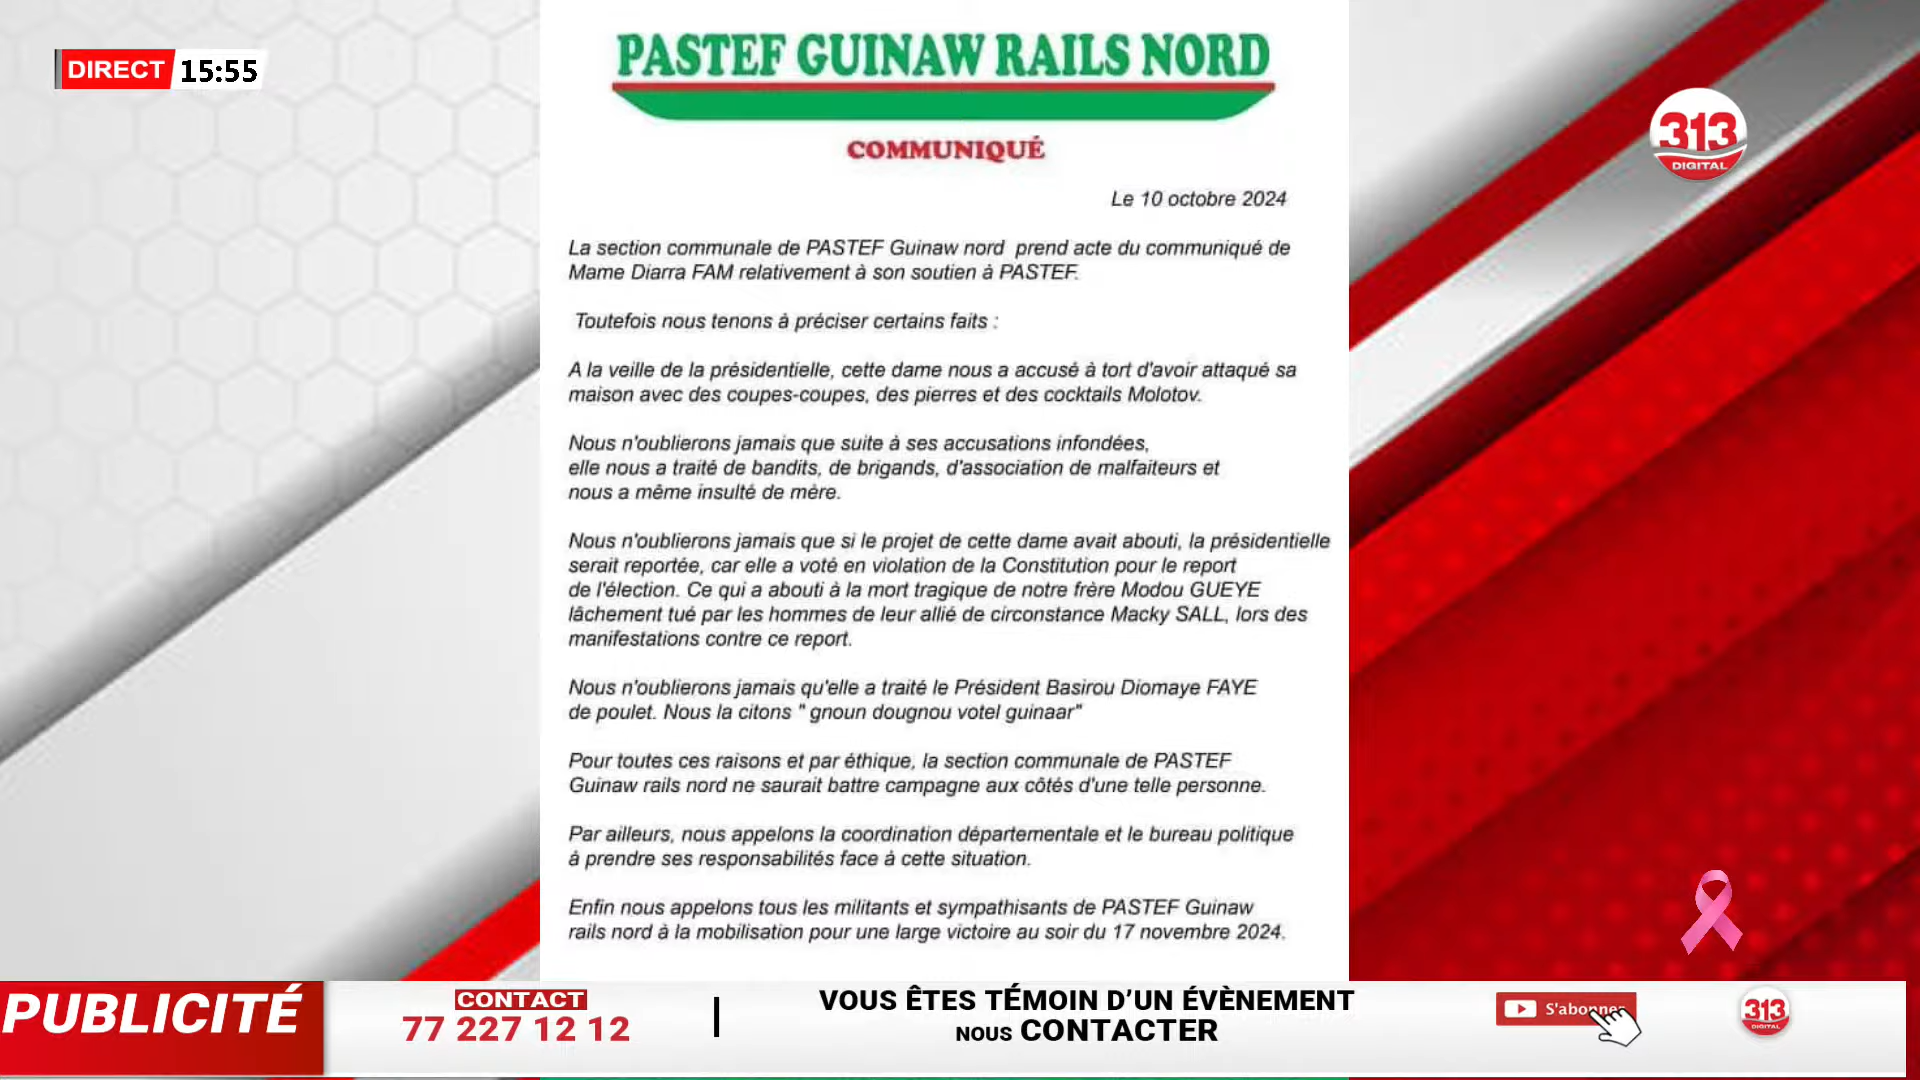 DIRECT 15:55
PASTEF GUINAW RAILS NORD
COMMUNIQUÉ
313
DIGITAL
Le 10 octobre 2024
La section communale de PASTEF Guinaw nord prend acte du communiqué de
Mame Diarra FAM relativement à son soutien à PASTEF.
Toutefois nous tenons à préciser certains faits :
A la veille de la présidentielle, cette dame nous a accusé à tort d'avoir attaqué sa
maison avec des coupes-coupes, des pierres et des cocktails Molotov.
Nous n'oublierons jamais que suite à ses accusations infondées,
elle nous a traité de bandits, de brigands, d'association de malfaiteurs et
nous a même insulté de mère.
Nous n'oublierons jamais que si le projet de cette dame avait abouti, la présidentielle
serait reportée, car elle a voté en violation de la Constitution pour le report
de l'élection. Ce qui a abouti à la mort tragique de notre frère Modou GUEYE
lâchement tué par les hommes de leur allié de circonstance Macky SALL, lors des
manifestations contre ce report.
Nous n'oublierons jamais qu'elle a traité le Président Basirou Diomaye FAYE
de poulet. Nous la citons " gnoun dougnou votel guinaar"
Pour toutes ces raisons et par éthique, la section communale de PASTEF
Guinaw rails nord ne saurait battre campagne aux côtés d'une telle personne.
Par ailleurs, nous appelons la coordination départementale et le bureau politique
à prendre ses responsabilités face à cette situation.
Enfin nous appelons tous les militants et sympathisants de PASTEF Guinaw
rails nord à la mobilisation pour une large victoire au soir du 17 novembre 2024.
PUBLICITÉ
CONTACT
77 227 12 12
VOUS ÊTES TÉMOIN D'UN ÉVÈNEMENT
NOUS CONTACTER
S'abonner
313
DIGITAL